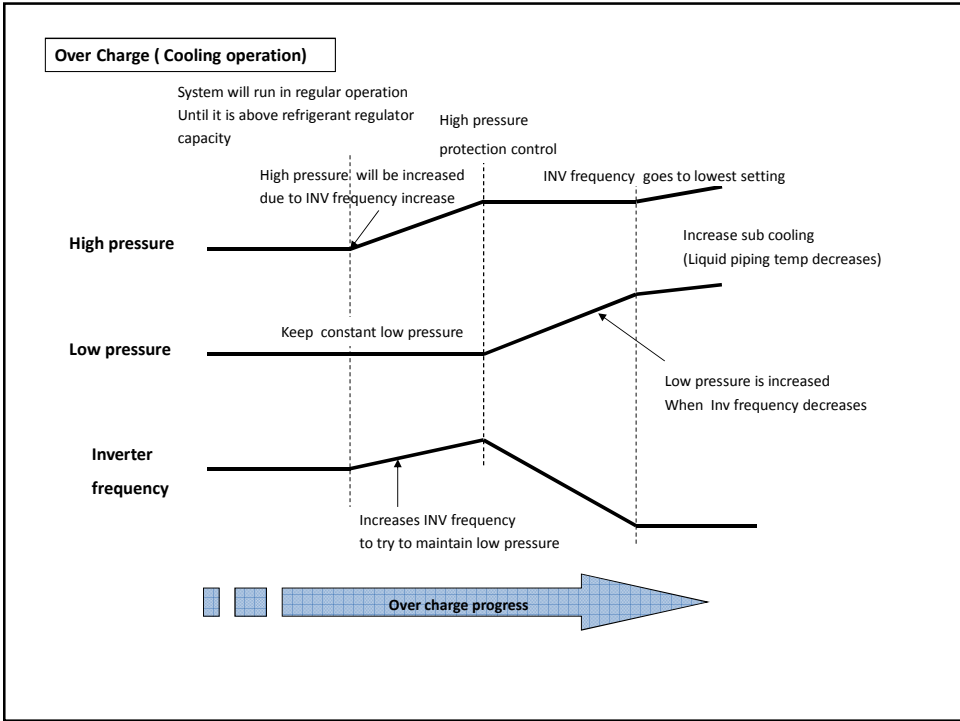 Over Charge ( Cooling operation)
System will run in regular operation
Until it is above refrigerant regulator
capacity
High pressure
protection control
High pressure will be increased
due to INV frequency increase
INV frequency goes to lowest setting
High pressure
Increase sub cooling
(Liquid piping temp decreases)
Keep constant low pressure
Low pressure
Low pressure is increased
When Inv frequency decreases
Inverter
frequency
Increases INV frequency
to try to maintain low pressure
Over charge progress